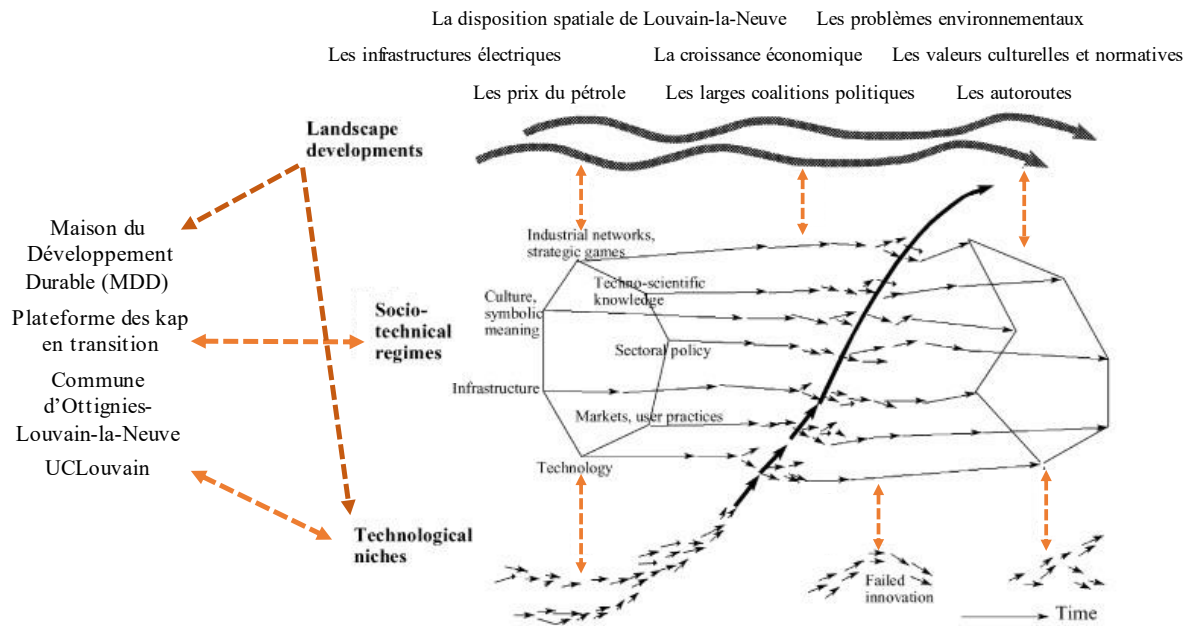 La disposition spatiale de Louvain-la-Neuve
Les problèmes environnementaux
Les infrastructures électriques
La croissance économique
Les valeurs culturelles et normatives
Les prix du pétrole
Les larges coalitions politiques
Les autoroutes
Landscape
developments
Maison du
Développement
Durable (MDD)
Plateforme des kap
en transition
Commune
d’Ottignies-
Louvain-la-Neuve
UCLouvain
Socio-
technical
regimes
Technological
niches
Industrial networks,
strategic games
Techno-scientific
knowledge
Culture,
symbolic
meaning
Sectoral policy
Infrastructure
Markets, user practices
Technology
Failed
innovation
Time